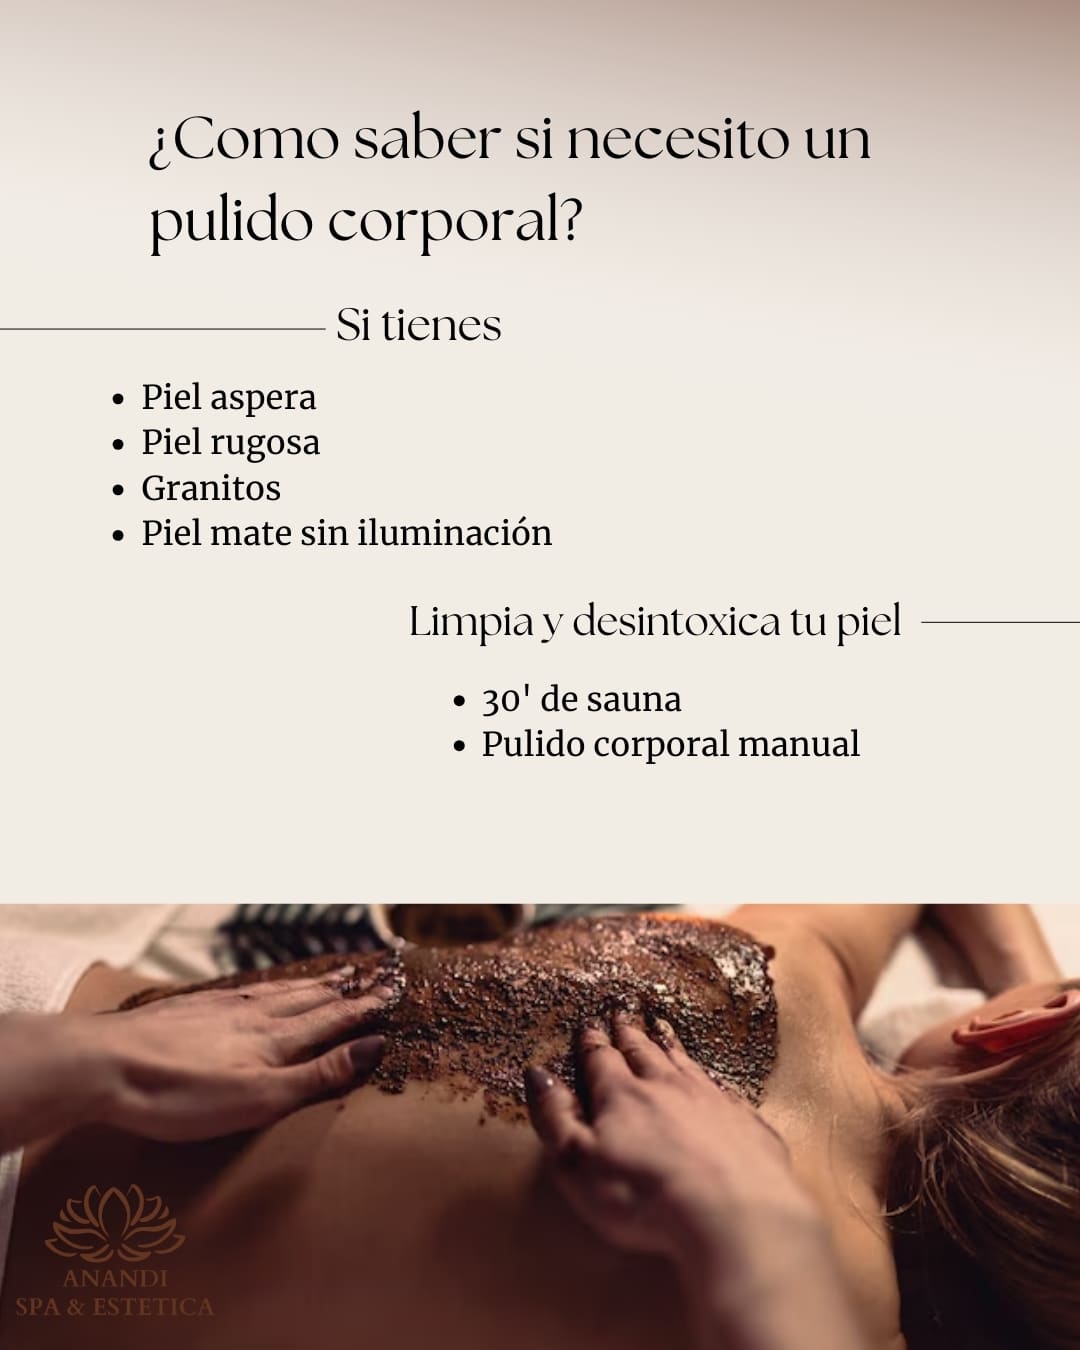 ¿Como saber si necesito un
pulido corporal?
Si tienes
• Piel aspera
• Piel rugosa
• Granitos
• Piel mate sin iluminación
Limpia y desintoxica tu piel
• 30' de sauna
• Pulido corporal manual
ANANDI
SPA & ESTETICA